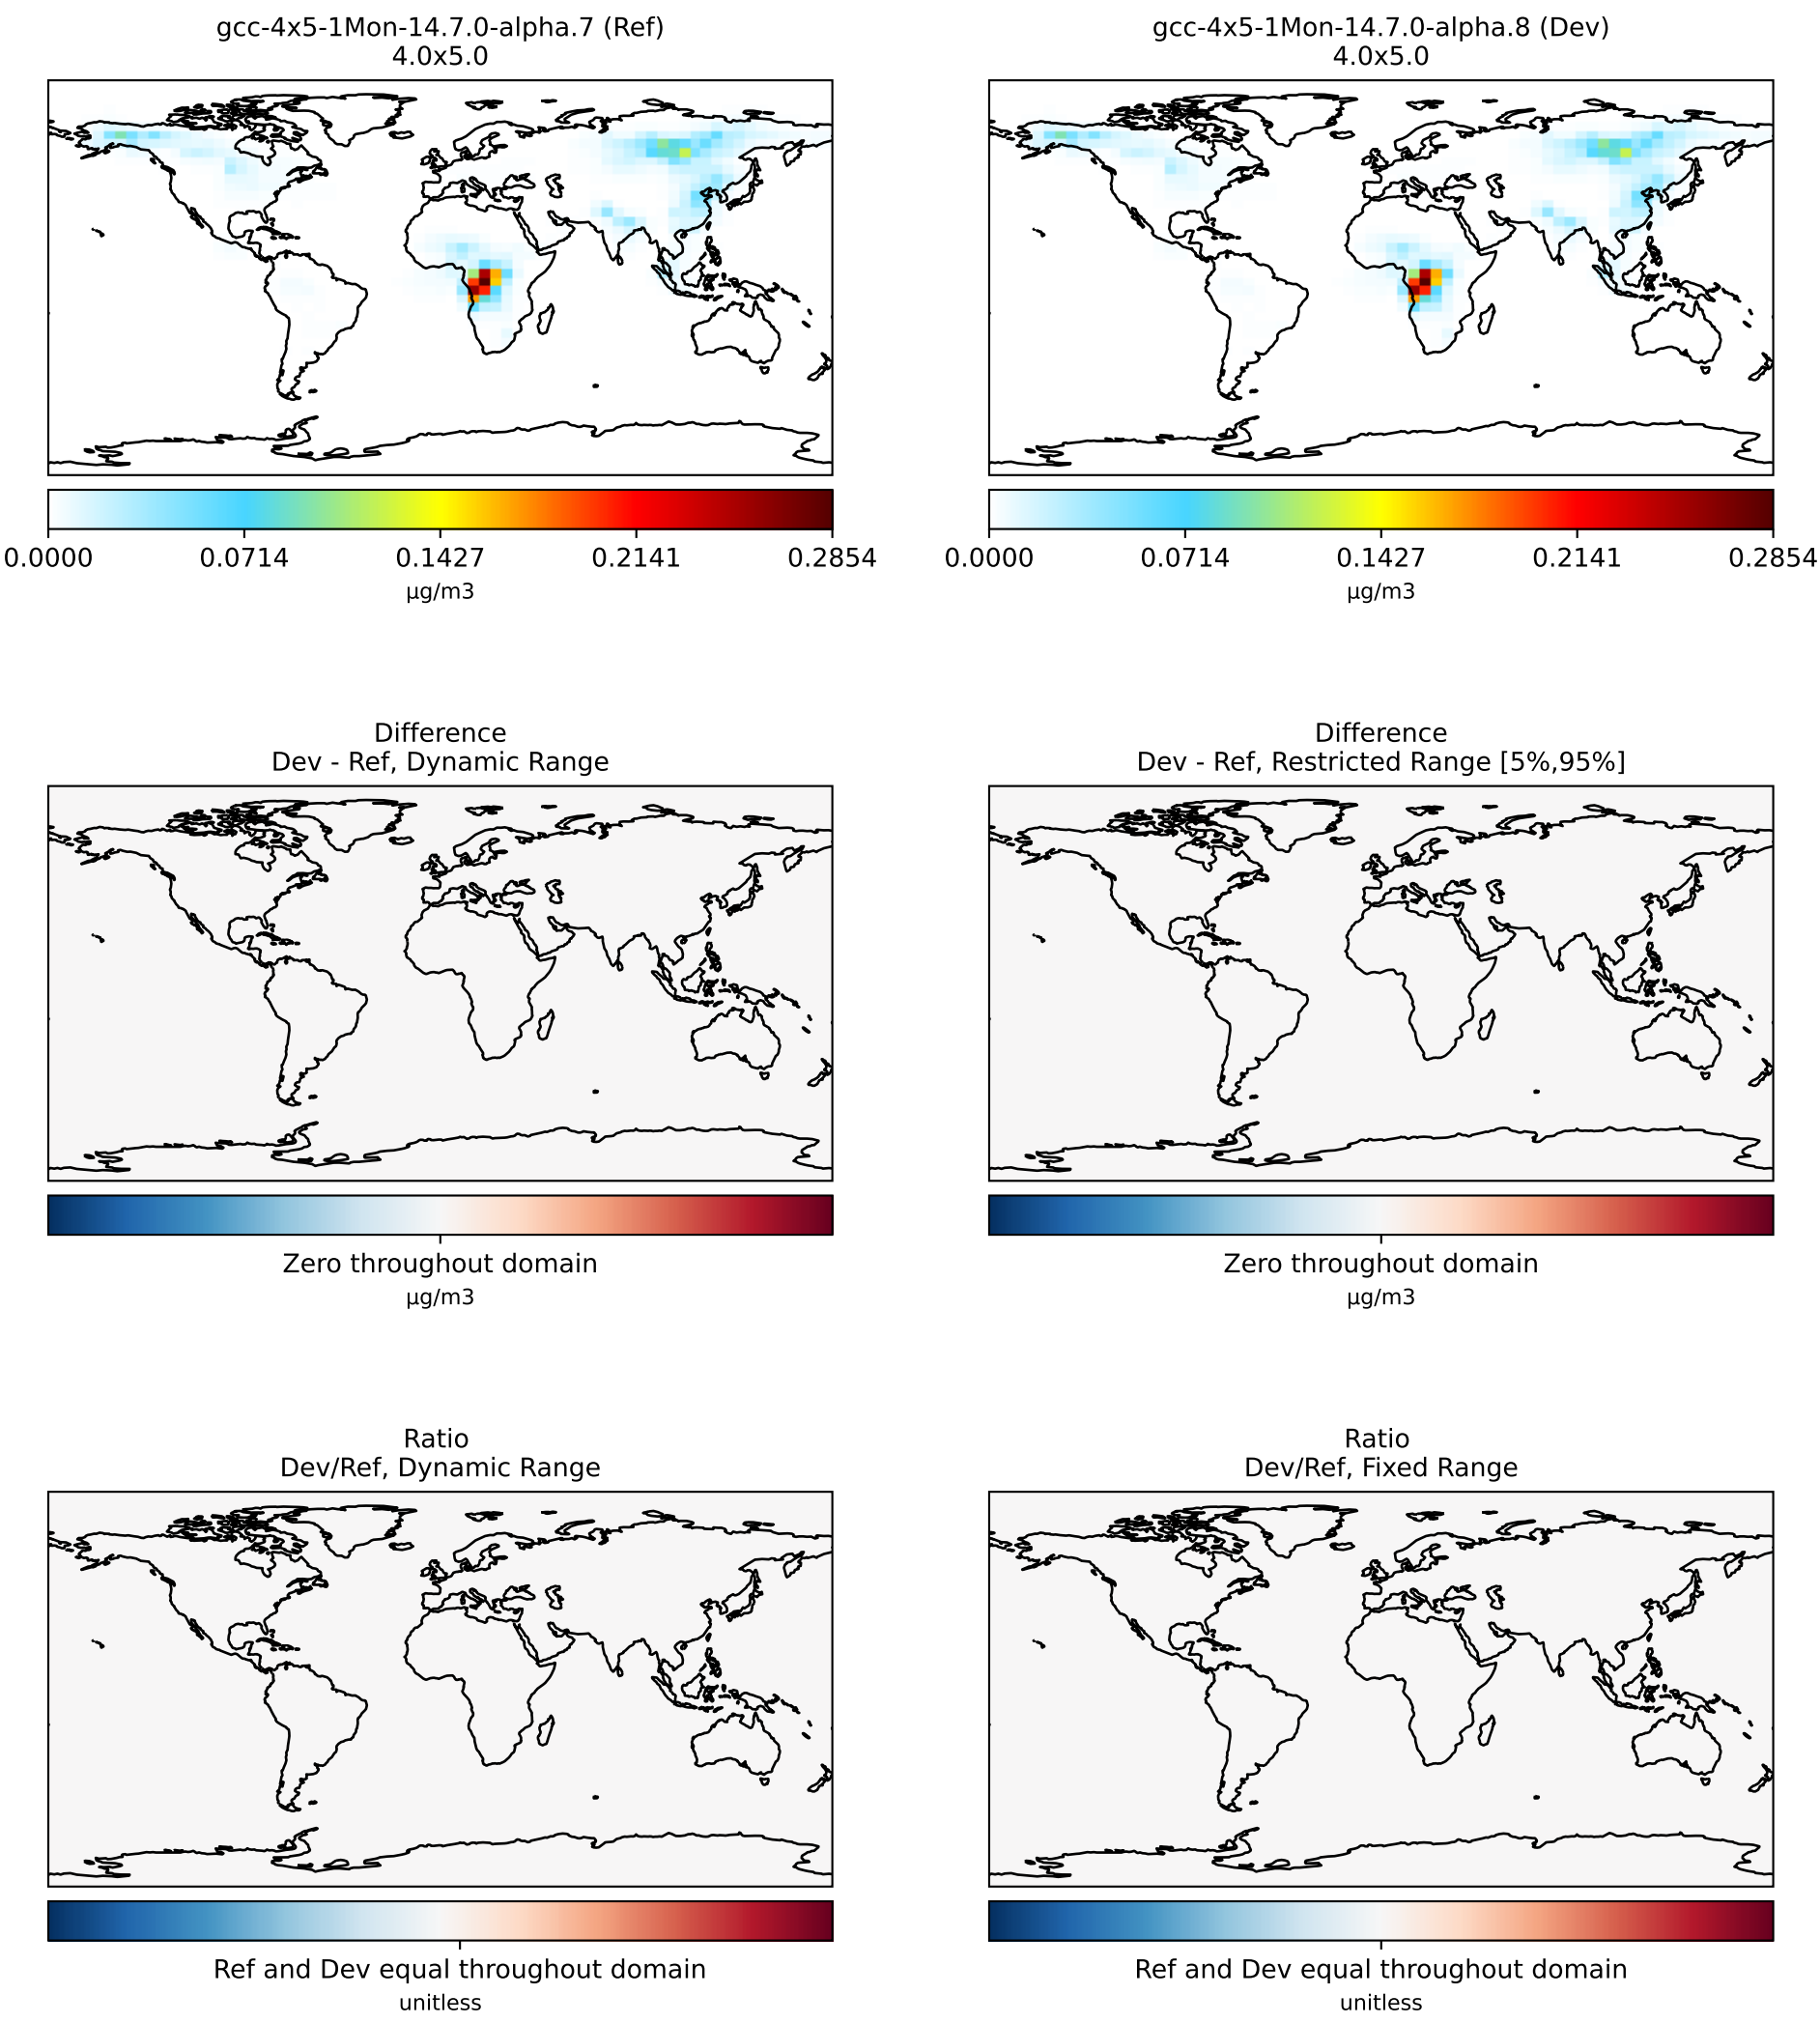 gcc-4x5-1Mon-14.7.0-alpha.7 (Ref)
4.0x5.0
gcc-4x5-1Mon-14.7.0-alpha.8 (Dev)
4.0x5.0
0.0000 0.0714 0.1427 0.2141 0.2854
µg/m3
0.0000 0.0714 0.1427 0.2141 0.2854
µg/m3
Difference
Dev - Ref, Dynamic Range
Difference
Dev - Ref, Restricted Range [5%,95%]
Zero throughout domain
µg/m3
Zero throughout domain
µg/m3
Ratio
Dev/Ref, Dynamic Range
Ratio
Dev/Ref, Fixed Range
Ref and Dev equal throughout domain
unitless
Ref and Dev equal throughout domain
unitless